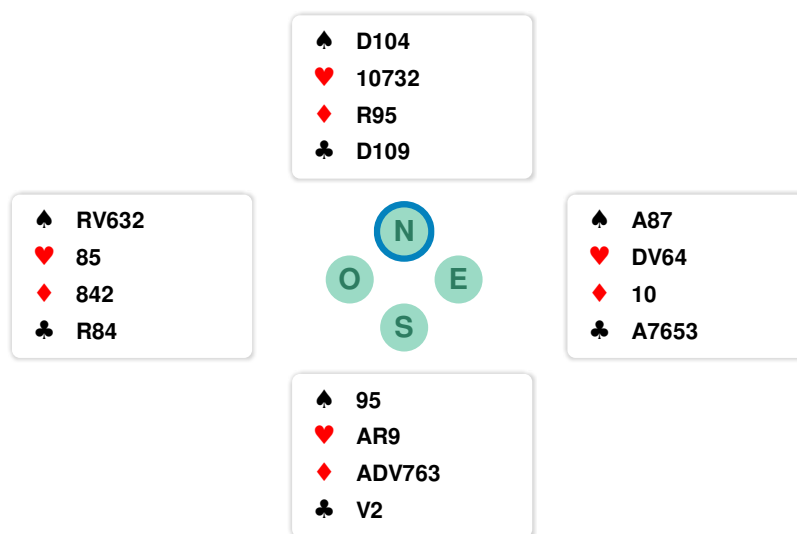 ♠ D104
♥ 10732
♦ R95
♣ D109
♠ RV632
♥ 85
♦ 842
♣ R84
N
O E
S
♠ A87
♥ DV64
♦ 10
♣ A7653
♠ 95
♥ AR9
♦ ADV763
♣ V2